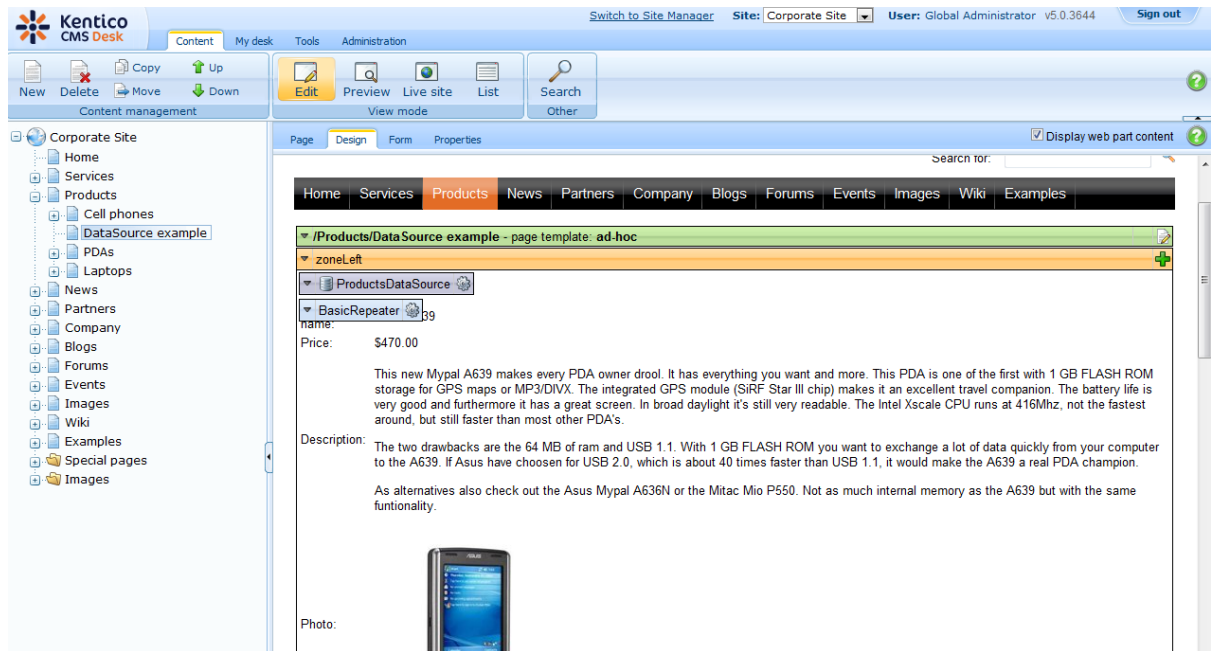 Switch to Site Manager Site: Corporate Site User: Global Administrator v5.0.3644 Sign out
Kentico
CMS Desk
Content My desk Tools Administration
New Delete Copy Move Up Down
Content management
Edit Preview Live site List
View mode
Search
Other
Corporate Site
Home
Services
Products
Cell phones
DataSource example
PDAs
Laptops
News
Partners
Company
Blogs
Forums
Events
Images
Wiki
Examples
Special pages
Images
Page Design Form Properties Display web part content
Search for:
Home Services Products News Partners Company Blogs Forums Events Images Wiki Examples
/Products/DataSource example - page template: ad-hoc
zoneLeft
ProductsDataSource
BasicRepeater 39
name:
Price: $470.00
This new Mypal A639 makes every PDA owner drool. It has everything you want and more. This PDA is one of the first with 1 GB FLASH ROM
storage for GPS maps or MP3/DIVX. The integrated GPS module (SiRF Star III chip) makes it an excellent travel companion. The battery life is
very good and furthermore it has a great screen. In broad daylight it's still very readable. The Intel Xscale CPU runs at 416Mhz, not the fastest
around, but still faster than most other PDA's.
Description:
The two drawbacks are the 64 MB of ram and USB 1.1. With 1 GB FLASH ROM you want to exchange a lot of data quickly from your computer
to the A639. If Asus have choosen for USB 2.0, which is about 40 times faster than USB 1.1, it would make the A639 a real PDA champion.
As alternatives also check out the Asus Mypal A636N or the Mitac Mio P550. Not as much internal memory as the A639 but with the same
funtionality.
Photo: